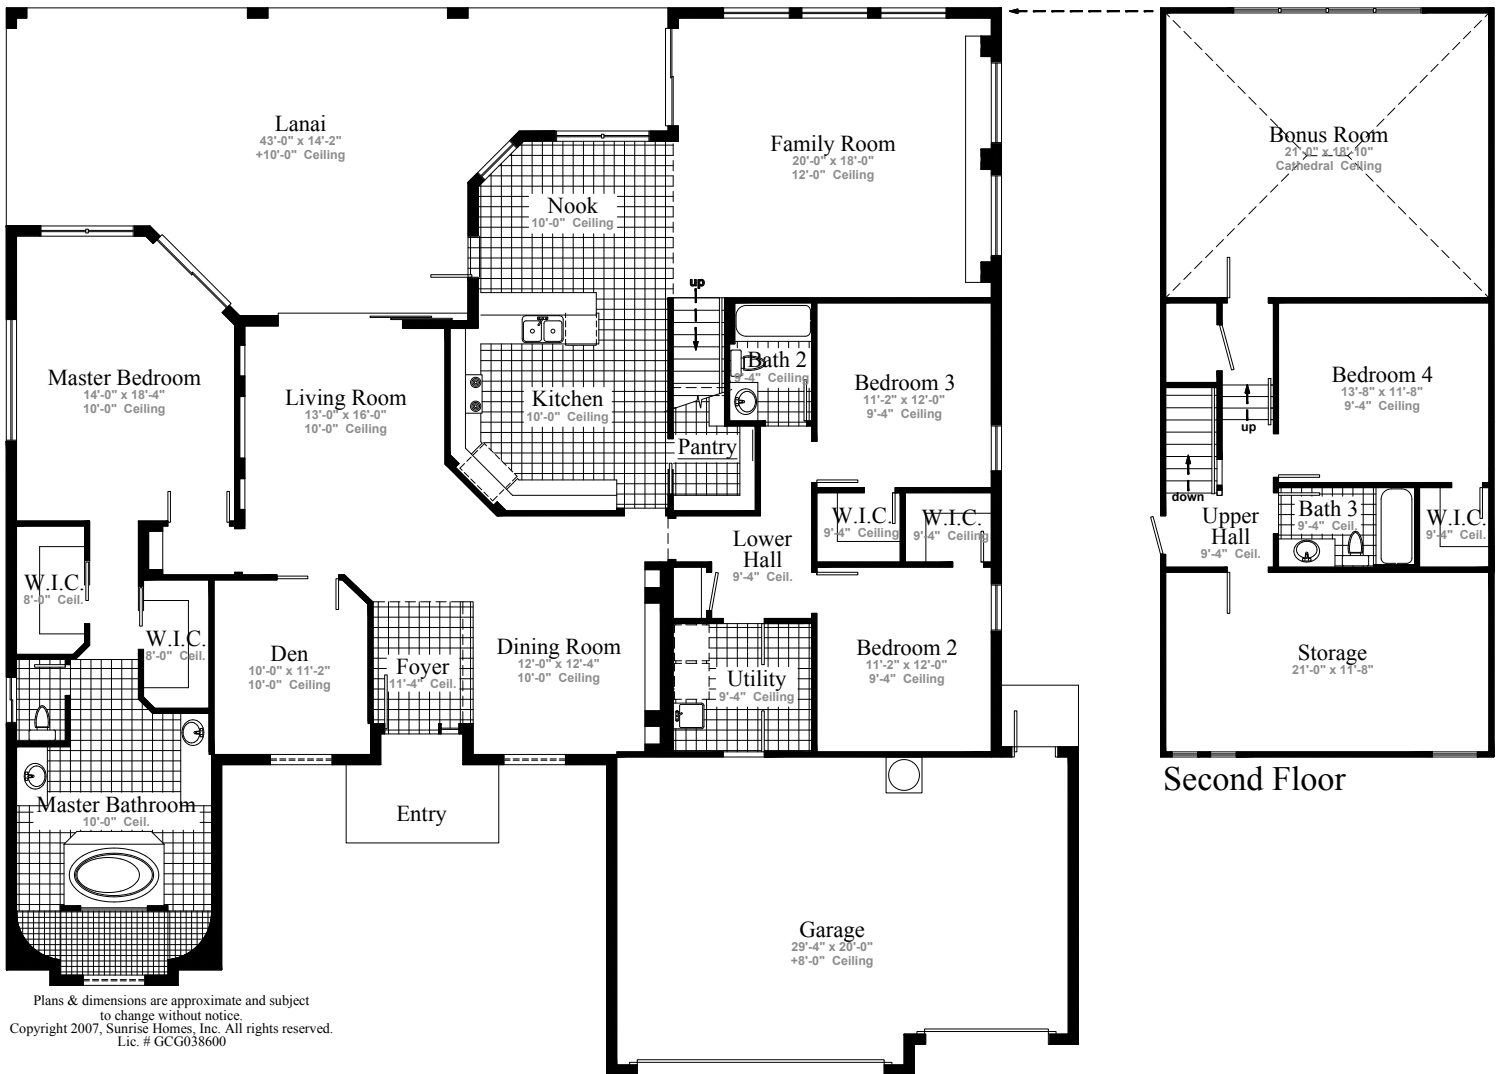 Lanai
43'-0" x 14'-2"
+10'-0" Ceiling
Family Room
20'-0" x 18'-0"
12'-0" Ceiling
Nook
10'-0" Ceiling
up
Master Bedroom
14'-0" x 18'-4"
10'-0" Ceiling
Living Room
13'-0" x 16'-0"
10'-0" Ceiling
Kitchen
10'-0" Ceiling
Bath 2
9'-4" Ceiling
Bedroom 3
11'-2" x 12'-0"
9'-4" Ceiling
Pantry
W.I.C.
9'-4" Ceiling
W.I.C.
9'-4" Ceiling
Lower
Hall
9'-4" Ceil.
W.I.C.
8'-0" Ceil.
W.I.C.
8'-0" Ceil.
Den
10'-0" x 11'-2"
10'-0" Ceiling
Foyer
11'-4" Ceil.
Dining Room
12'-0" x 12'-4"
10'-0" Ceiling
Utility
9'-4" Ceiling
Bedroom 2
11'-2" x 12'-0"
9'-4" Ceiling
Master Bathroom
10'-0" Ceil.
Entry
Garage
29'-4" x 20'-0"
+8'-0" Ceiling
Plans & dimensions are approximate and subject
to change without notice.
Copyright 2007, Sunrise Homes, Inc. All rights reserved.
Lic. # GCG038600
Bonus Room
21'-0" x 18'-10"
Cathedral Ceiling
Bedroom 4
13'-8" x 11'-8"
9'-4" Ceiling
up
down
Upper
Hall
9'-4" Ceil.
Bath 3
9'-4" Ceil.
W.I.C.
9'-4" Ceil.
Storage
21'-0" x 11'-8"
Second Floor